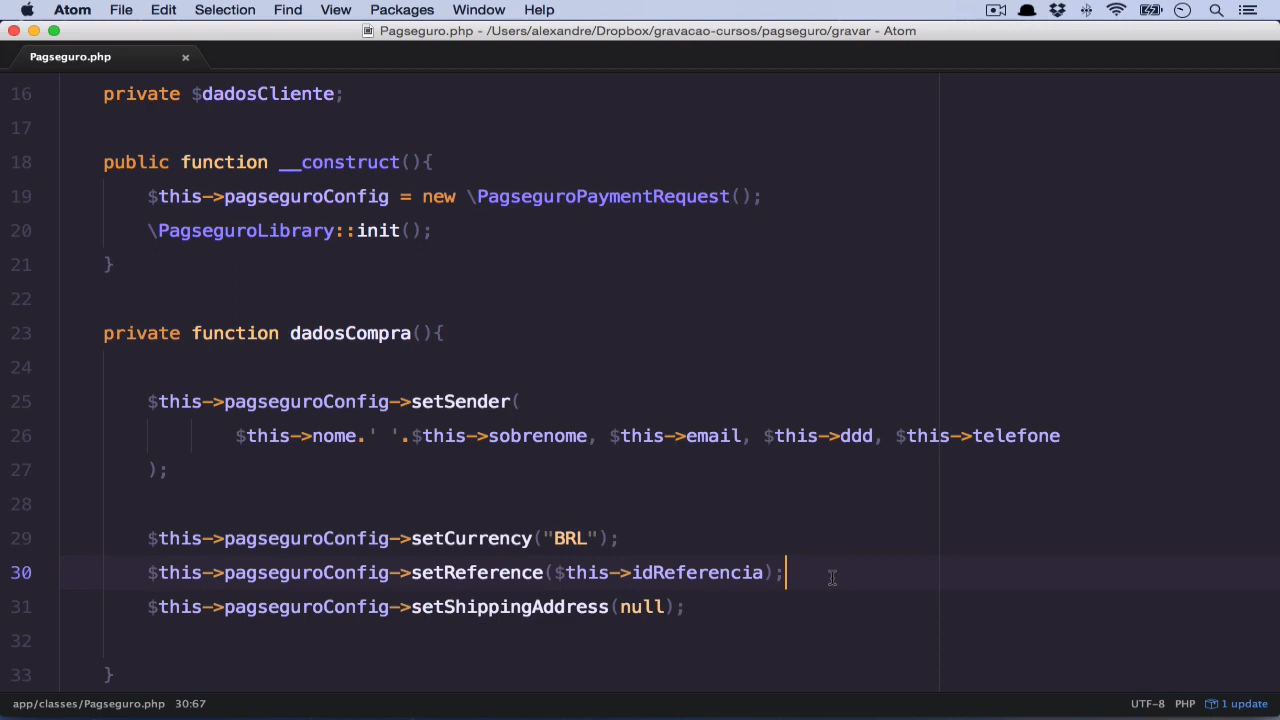 Atom File Edit Selection Find View Packages Window Help
Pagseguro.php - /Users/alexandre/Dropbox/gravacao-cursos/pagseguro/gravar - Atom
Pagseguro.php ×
16 private $dadosCliente;
17
18 public function __construct(){
19 $this->pagseguroConfig = new \PagseguroPaymentRequest();
20 \PagseguroLibrary::init();
21 }
22
23 private function dadosCompra(){
24
25 $this->pagseguroConfig->setSender(
26 $this->nome.' '.$this->sobrenome, $this->email, $this->ddd, $this->telefone
27 );
28
29 $this->pagseguroConfig->setCurrency("BRL");
30 $this->pagseguroConfig->setReference($this->idReferencia);
31 $this->pagseguroConfig->setShippingAddress(null);
32
33 }
app/classes/Pagseguro.php 30:67 UTF-8 PHP 1 update